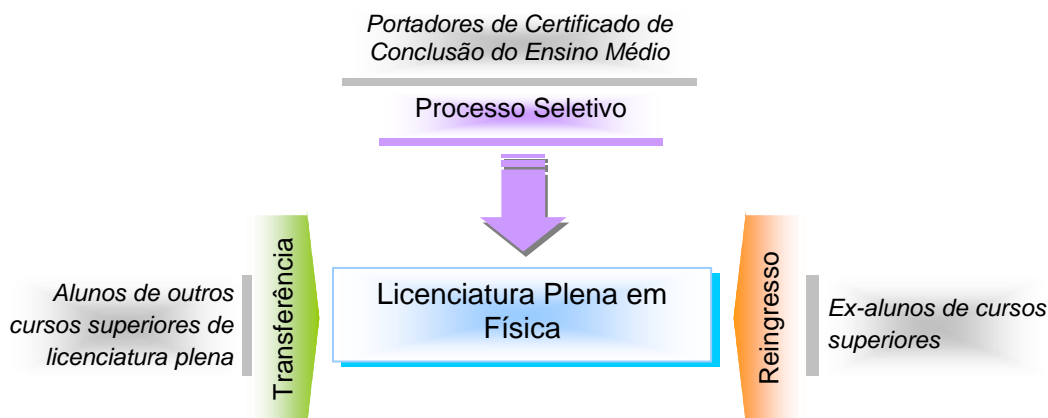 Portadores de Certificado de
Conclusão do Ensino Médio
Processo Seletivo
Transferência
Alunos de outros
cursos superiores de
licenciatura plena
Licenciatura Plena em
Física
Reingresso
Ex-alunos de cursos
superiores